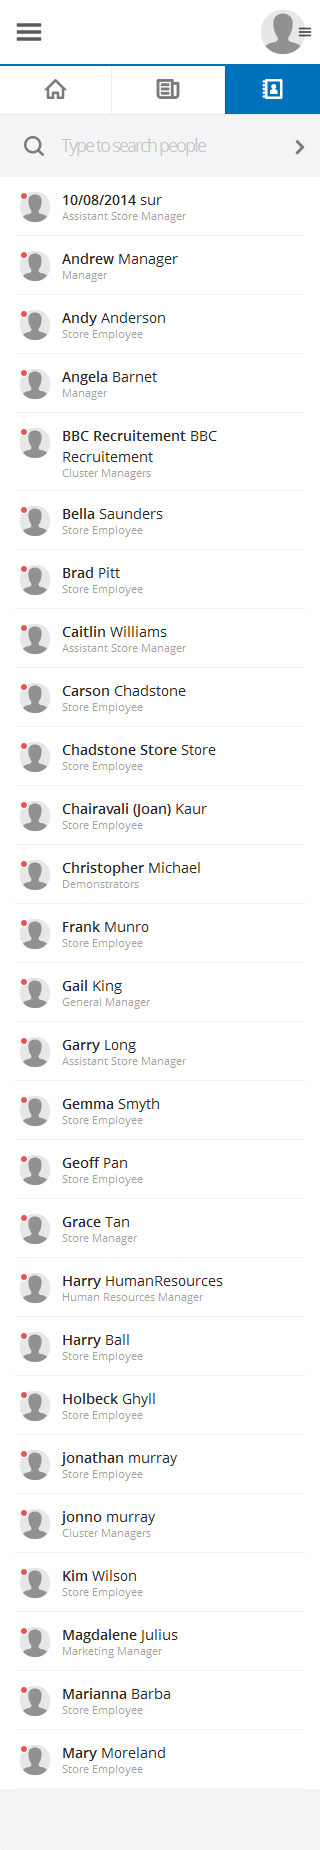 Type to search people
10/08/2014 sur
Assistant Store Manager
Andrew Manager
Manager
Andy Anderson
Store Employee
Angela Barnet
Manager
BBC Recruitement BBC
Recruitement
Cluster Managers
Bella Saunders
Store Employee
Brad Pitt
Store Employee
Caitlin Williams
Assistant Store Manager
Carson Chadstone
Store Employee
Chadstone Store Store
Store Employee
Chairavali (Joan) Kaur
Store Employee
Christopher Michael
Demonstrators
Frank Munro
Store Employee
Gail King
General Manager
Garry Long
Assistant Store Manager
Gemma Smyth
Store Employee
Geoff Pan
Store Employee
Grace Tan
Store Manager
Harry HumanResources
Human Resources Manager
Harry Ball
Store Employee
Holbeck Ghyll
Store Employee
jonathan murray
Store Employee
jonno murray
Cluster Managers
Kim Wilson
Store Employee
Magdalene Julius
Marketing Manager
Marianna Barba
Store Employee
Mary Moreland
Store Employee